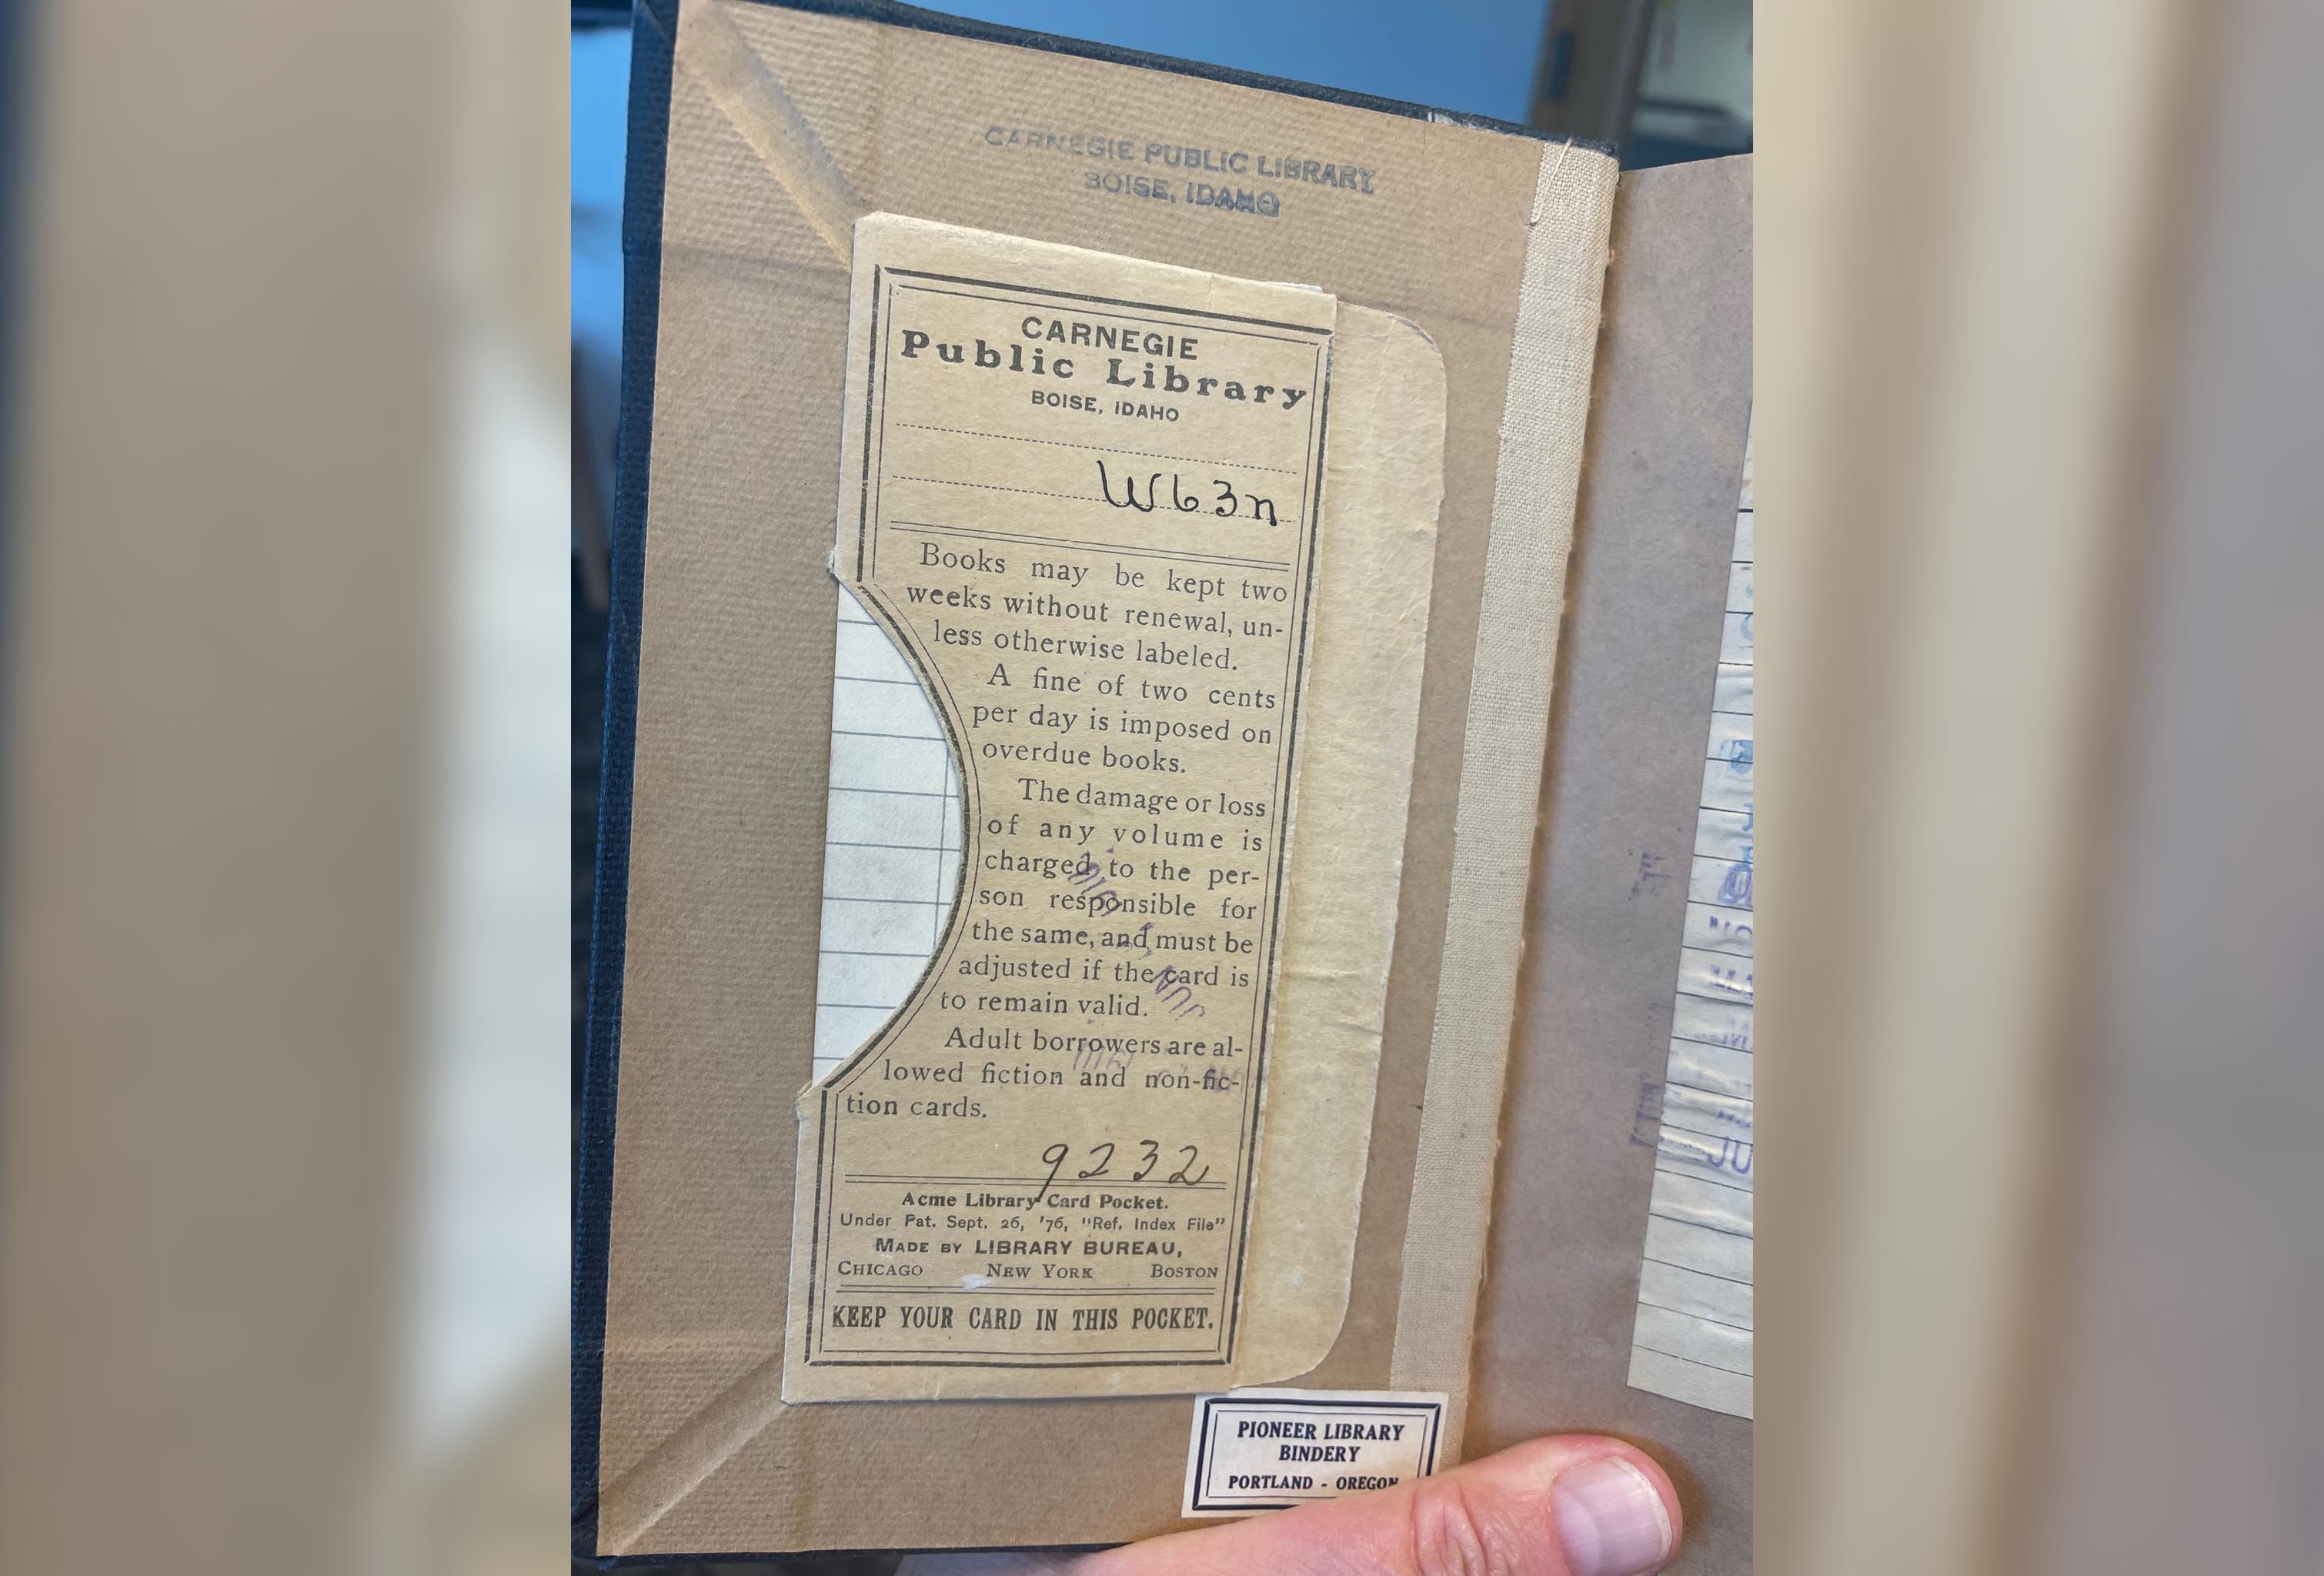 CARNEGIE PUBLIC LIBRARY
BOISE, IDAHO
CARNEGIE
Public Library
BOISE, IDAHO
W63n
Books may be kept two
weeks without renewal, un-
less otherwise labeled.
A fine of two cents
per day is imposed on
overdue books.
The damage or loss
of any volume is
charged to the per-
son responsible for
the same, and must be
adjusted if the card is
to remain valid.
Adult borrowers are al-
lowed fiction and non-fic-
tion cards.
9232
Acme Library Card Pocket.
Under Pat. Sept. 26, '76, "Ref. Index File"
MADE BY LIBRARY BUREAU,
CHICAGO NEW YORK BOSTON
KEEP YOUR CARD IN THIS POCKET.
PIONEER LIBRARY
BINDERY
PORTLAND - OREGON